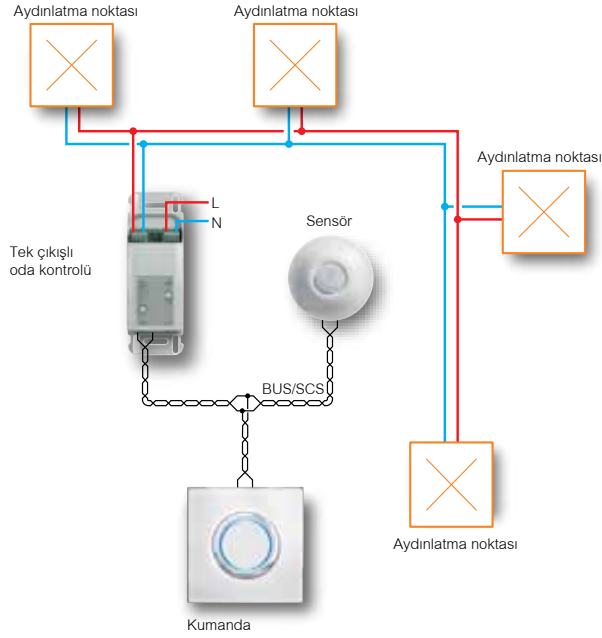 Aydınlatma noktası
Aydınlatma noktası
Aydınlatma noktası
L
N
Sensör
Tek çıkışlı
oda kontrolü
BUS/SCS
Aydınlatma noktası
Kumanda